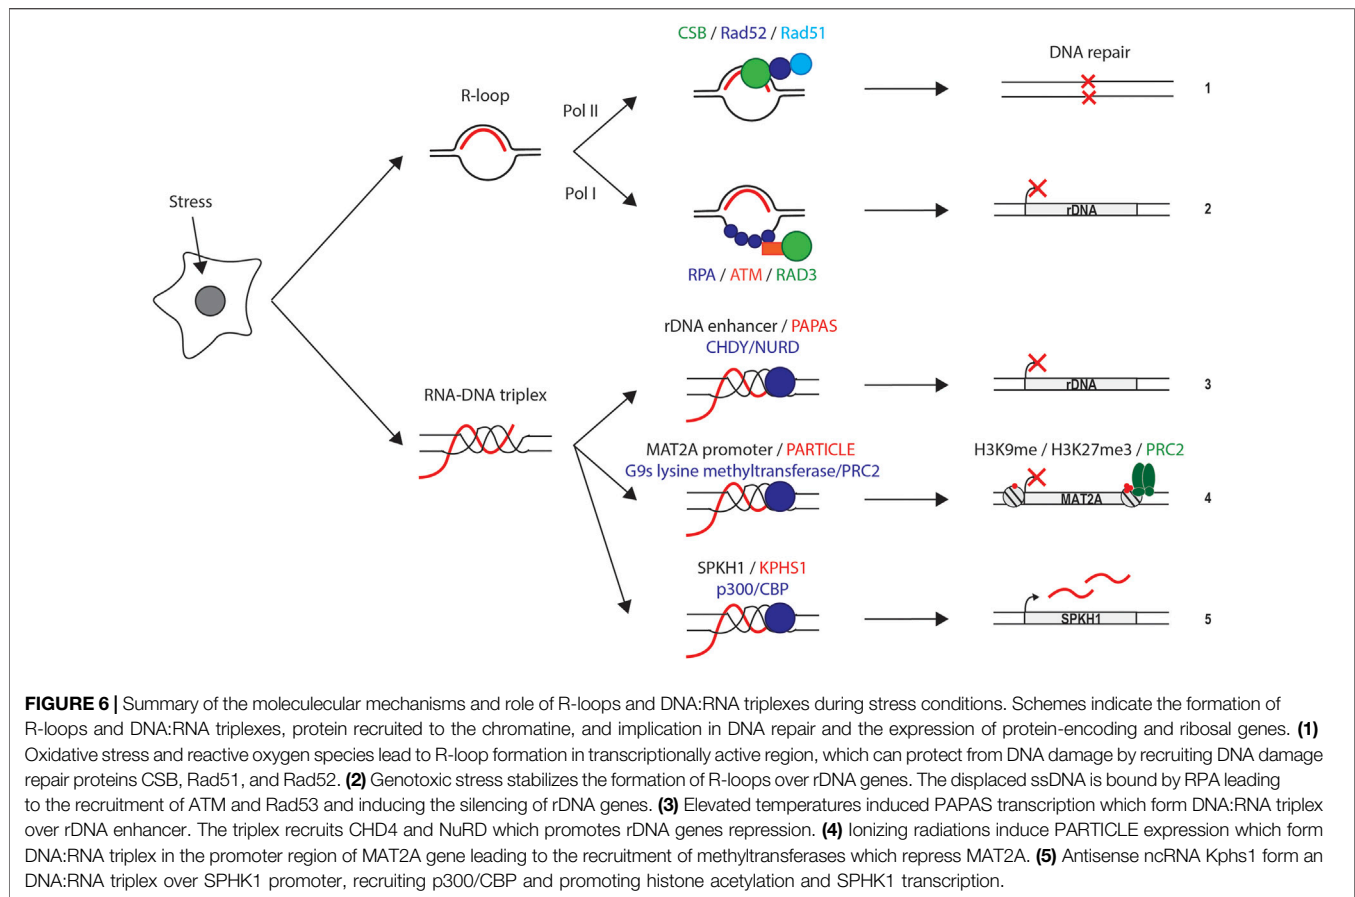 CSB / Rad52 / Rad51
DNA repair
R-loop
Pol II
1
Pol I
Stress
rDNA
2
RPA / ATM / RAD3
rDNA enhancer / PAPAS
CHDY/NURD
rDNA
3
RNA-DNA triplex
MAT2A promoter / PARTICLE
G9s lysine methyltransferase/PRC2
H3K9me / H3K27me3 / PRC2
MAT2A
4
SPKH1 / KPHS1
p300/CBP
SPKH1
5
FIGURE 6 | Summary of the moleculecular mechanisms and role of R-loops and DNA:RNA triplexes during stress conditions. Schemes indicate the formation of
R-loops and DNA:RNA triplexes, protein recruited to the chromatine, and implication in DNA repair and the expression of protein-encoding and ribosal genes. (1)
Oxidative stress and reactive oxygen species lead to R-loop formation in transcriptionally active region, which can protect from DNA damage by recruiting DNA damage
repair proteins CSB, Rad51, and Rad52. (2) Genotoxic stress stabilizes the formation of R-loops over rDNA genes. The displaced ssDNA is bound by RPA leading
to the recruitment of ATM and Rad53 and inducing the silencing of rDNA genes. (3) Elevated temperatures induced PAPAS transcription which form DNA:RNA triplex
over rDNA enhancer. The triplex recruits CHD4 and NuRD which promotes rDNA genes repression. (4) Ionizing radiations induce PARTICLE expression which form
DNA:RNA triplex in the promoter region of MAT2A gene leading to the recruitment of methyltransferases which repress MAT2A. (5) Antisense ncRNA Kphs1 form an
DNA:RNA triplex over SPHK1 promoter, recruiting p300/CBP and promoting histone acetylation and SPHK1 transcription.